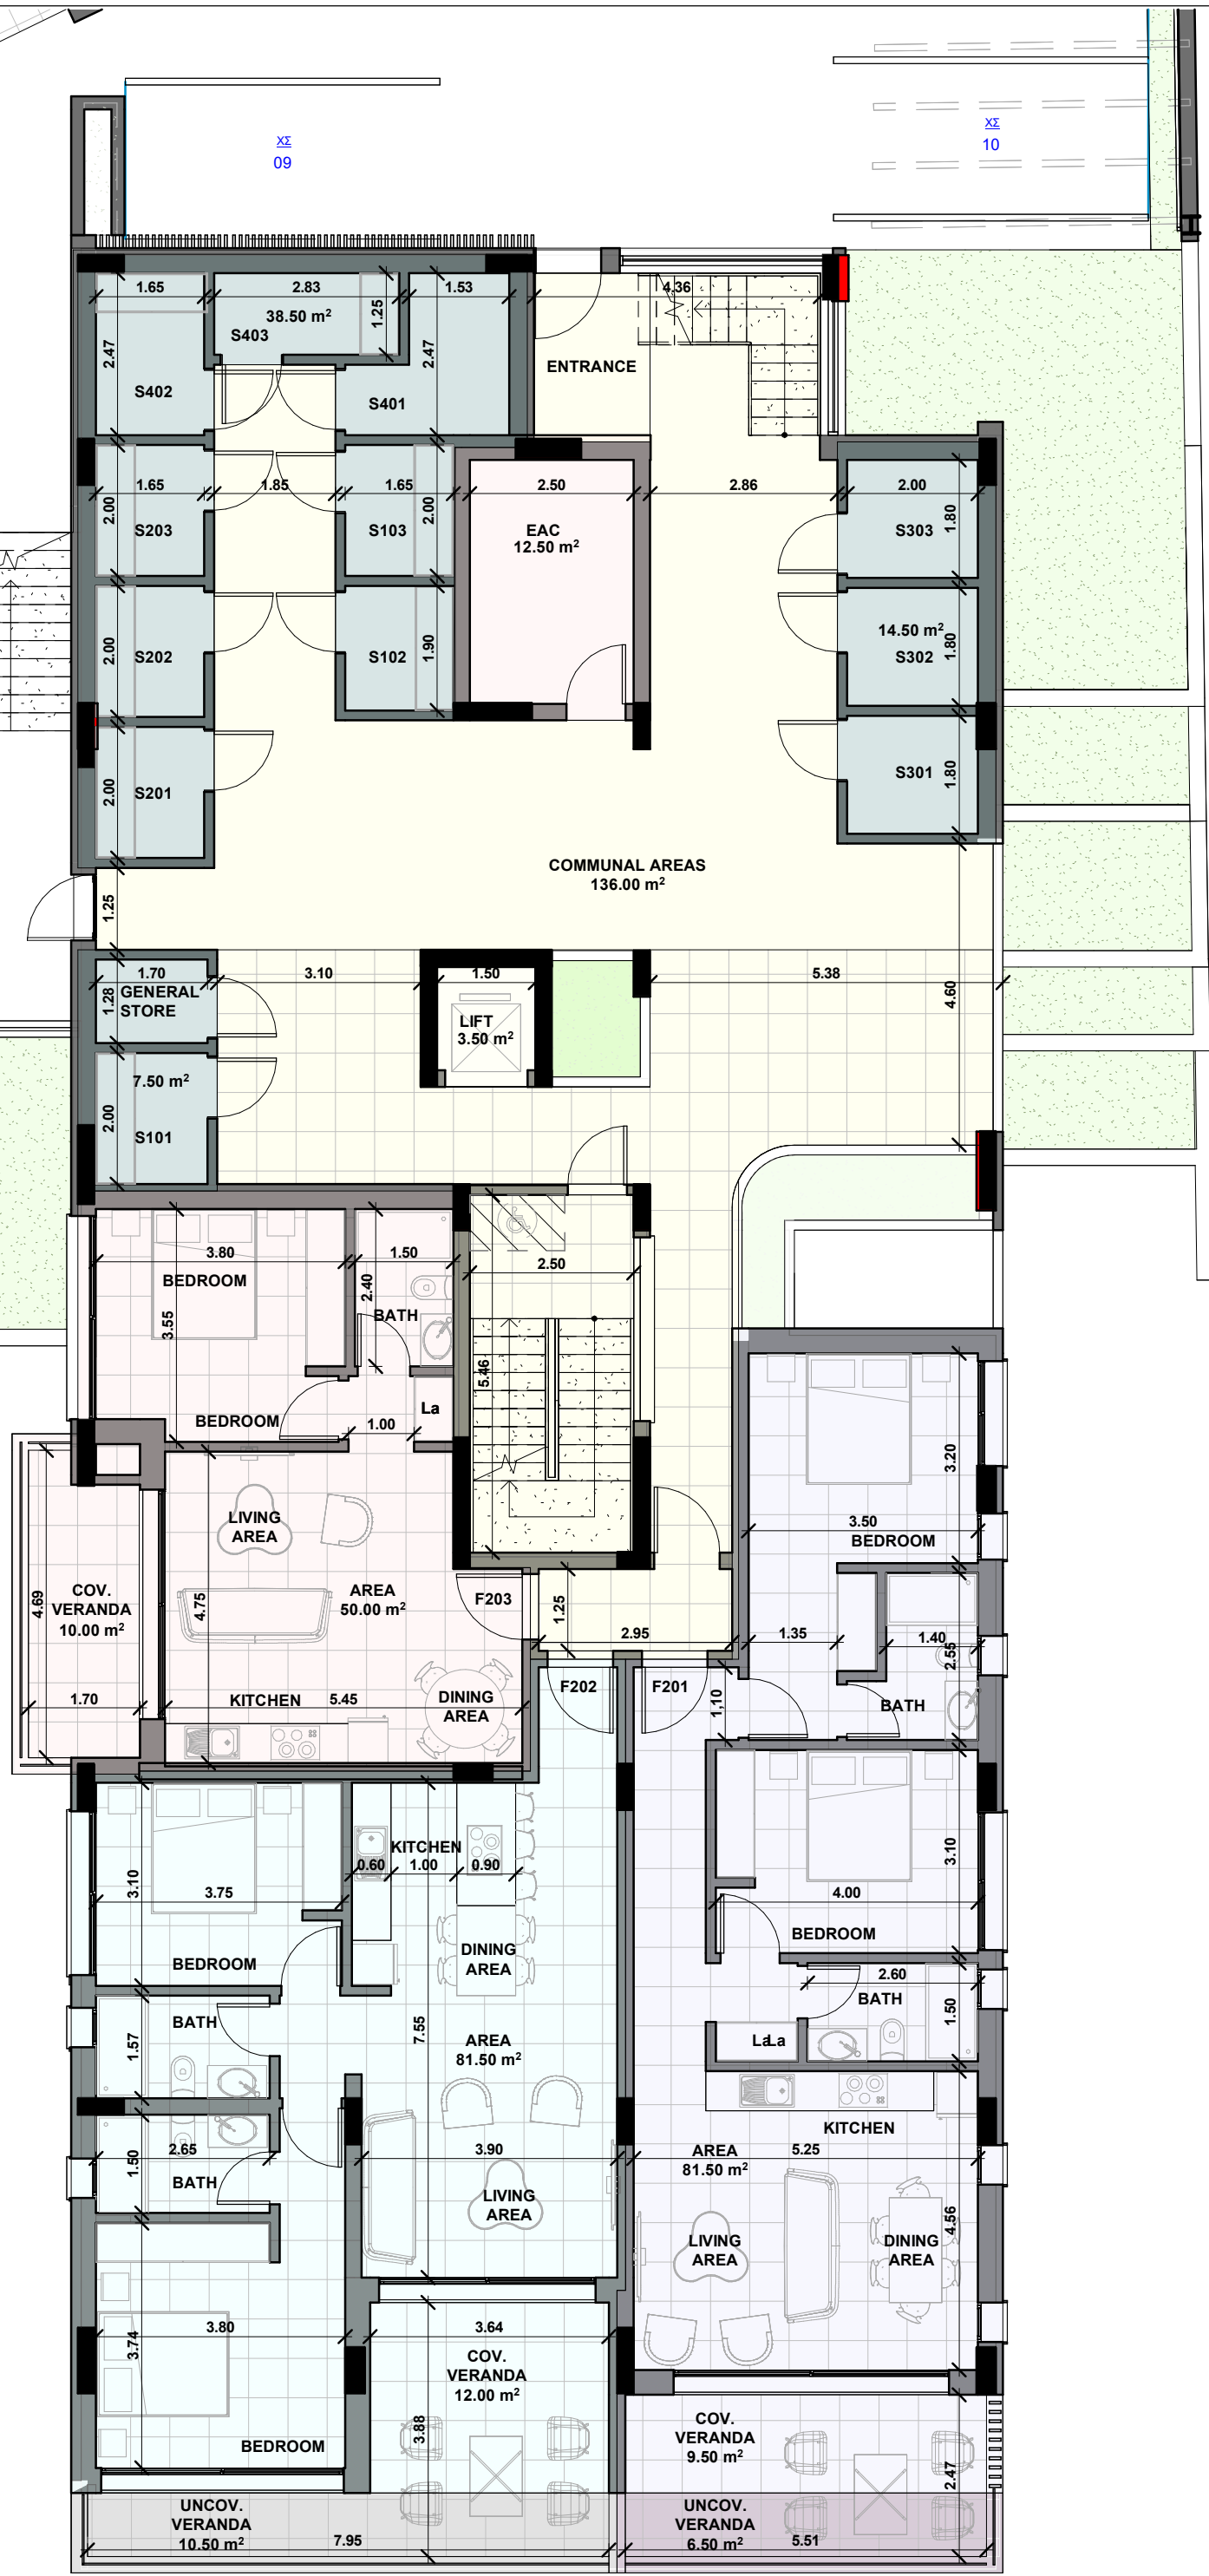 ΧΣ
09
ΧΣ
10
1.65
2.83
1.53
4.36
38.50 m²
1.25
S403
2.47
2.47
ENTRANCE
S402
S401
1.65
1.85
1.65
2.50
2.86
2.00
2.00
S203
S103
2.00
EAC
12.50 m²
S303
1.80
2.00
S202
S102
1.90
14.50 m²
S302
1.80
2.00
S201
S301
1.80
COMMUNAL AREAS
136.00 m²
1.25
1.70
3.10
1.50
5.38
1.28
GENERAL
STORE
4.60
LIFT
3.50 m²
7.50 m²
2.00
S101
3.80
1.50
2.50
BEDROOM
2.40
BATH
3.55
5.46
La
BEDROOM
1.00
3.20
3.50
BEDROOM
LIVING
AREA
COV.
VERANDA
10.00 m²
4.69
4.75
AREA
50.00 m²
F203
1.25
2.95
1.35
1.40
2.55
1.70
KITCHEN
5.45
DINING
AREA
F202
F201
1,10
BATH
KITCHEN
0.60
1.00
0.90
3.10
3.75
3.10
4.00
BEDROOM
BEDROOM
DINING
AREA
2.60
BATH
1.50
BATH
1.57
7.55
AREA
81.50 m²
LaLa
KITCHEN
2.65
1.50
BATH
3.90
AREA
81.50 m²
5.25
LIVING
AREA
4.56
LIVING
AREA
DINING
AREA
3.80
3.74
3.64
COV.
VERANDA
12.00 m²
3.88
COV.
VERANDA
9.50 m²
BEDROOM
2.47
UNCOV.
VERANDA
10.50 m²
7.95
UNCOV.
VERANDA
6.50 m²
5.51